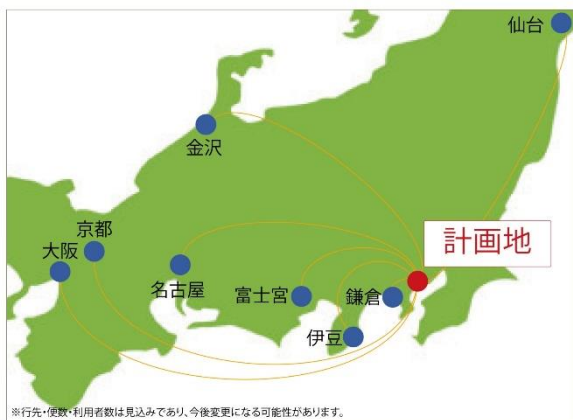 仙台
金沢
計画地
京都
大阪
名古屋
富士宮
鎌倉
伊豆
※行先・便数・利用者数は見込みであり、今後変更になる可能性があります。